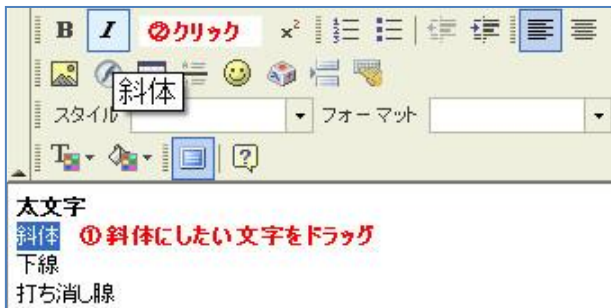 B I ②クリック x²
斜体
スタイル フォーマット
T
太文字
斜体 ①斜体にしたい文字をドラッグ
下線
打ち消し腺